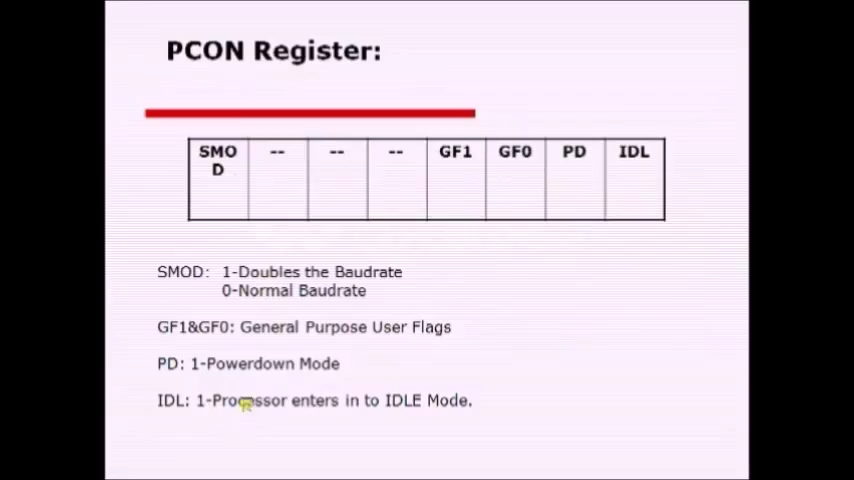 PCON Register:
SMO
D
--
--
--
GF1
GF0
PD
IDL
SMOD: 1-Doubles the Baudrate
0-Normal Baudrate
GF1&GF0: General Purpose User Flags
PD: 1-Powerdown Mode
IDL: 1-Processor enters in to IDLE Mode.